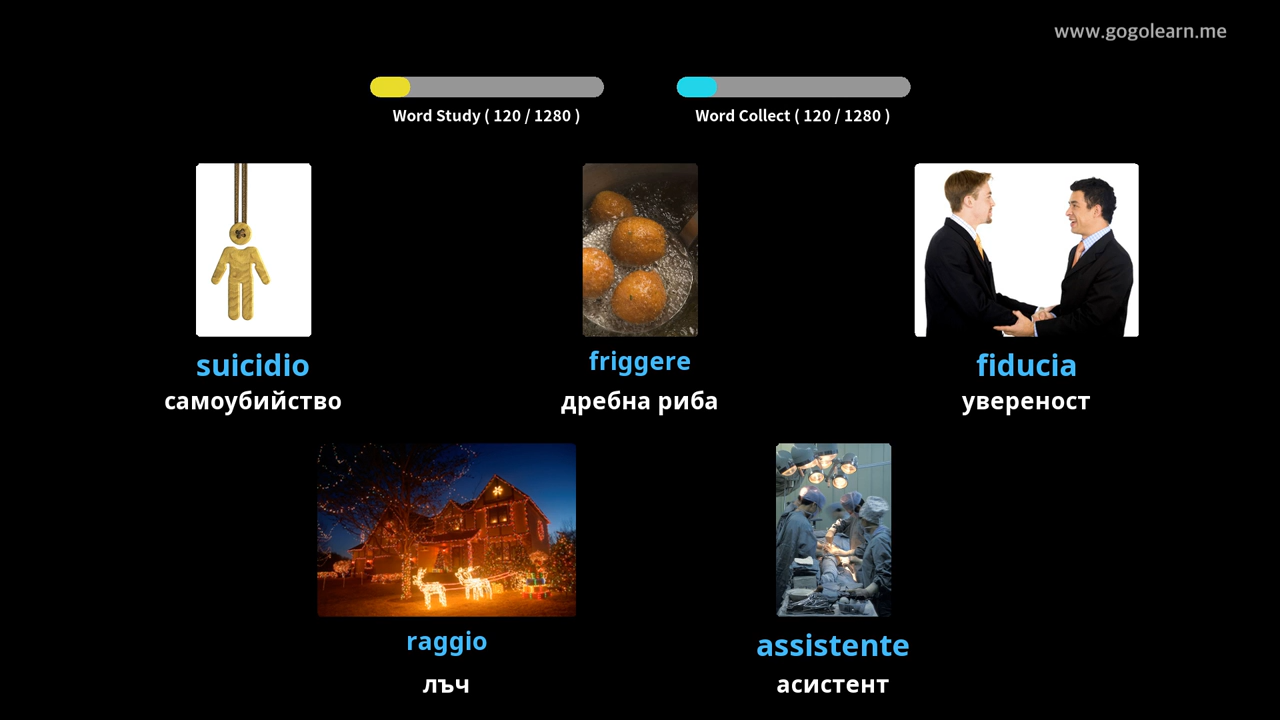 www.gogolearn.me
Word Study ( 120 / 1280 )
Word Collect ( 120 / 1280 )
suicidio
самоубийство
friggere
дребна риба
fiducia
увереност
raggio
лъч
assistente
асистент